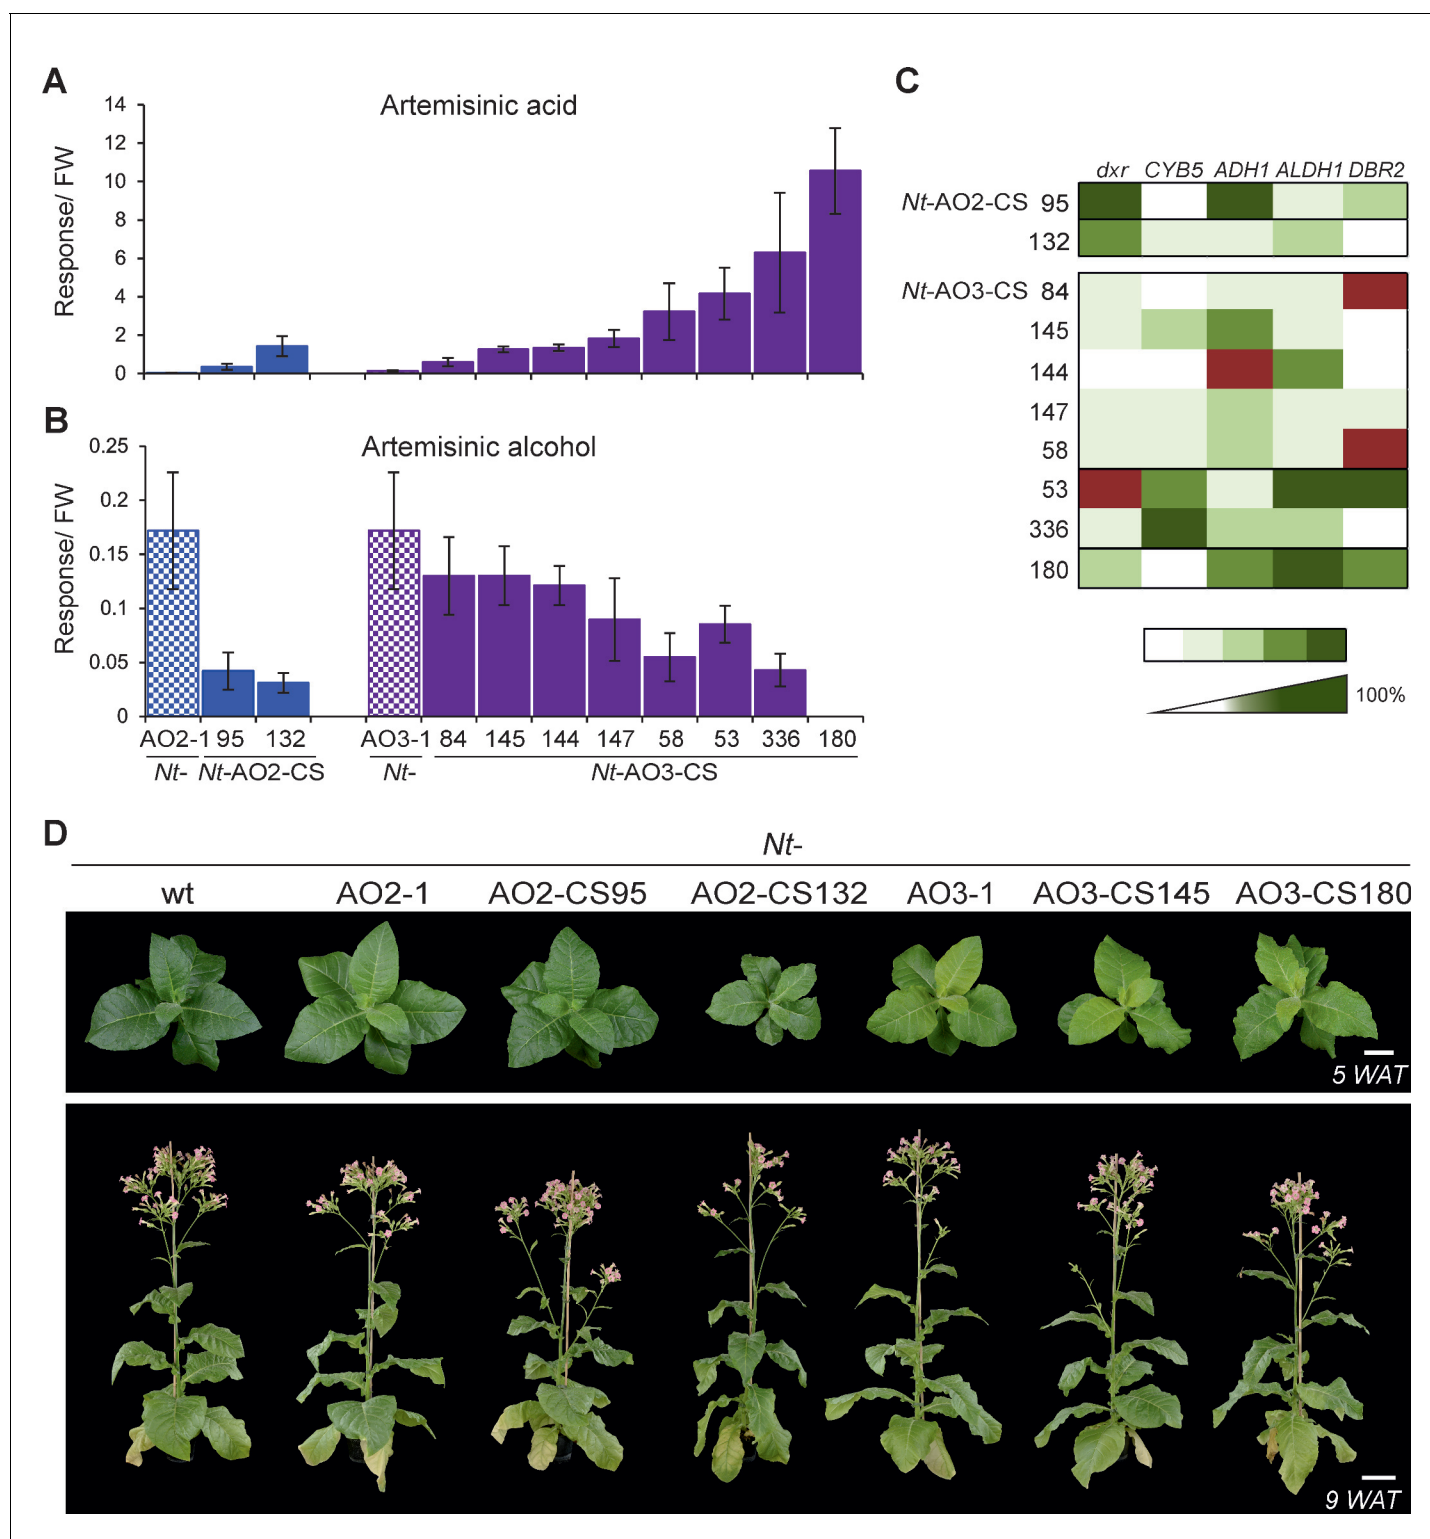 A
Artemisinic acid
Response/ FW
14
12
10
8
6
4
2
0
B
Artemisinic alcohol
Response/ FW
0.25
0.2
0.15
0.1
0.05
0
AO2-1 95 132 AO3-1 84 145 144 147 58 53 336 180
Nt- Nt-AO2-CS Nt- Nt-AO3-CS
C
dxr CYB5 ADH1 ALDH1 DBR2
Nt-AO2-CS 95
132
Nt-AO3-CS 84
145
144
147
58
53
336
180
100%
D
Nt-
wt AO2-1 AO2-CS95 AO2-CS132 AO3-1 AO3-CS145 AO3-CS180
5 WAT
9 WAT